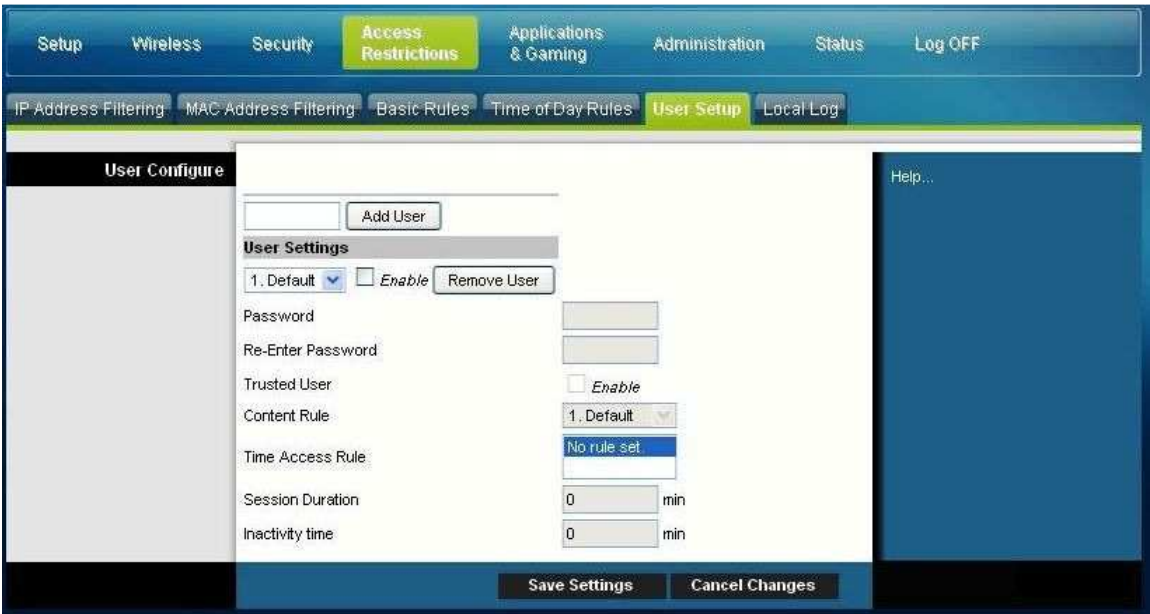 Setup Wireless Security Access Restrictions Applications & Gaming Administration Status Log OFF
IP Address Filtering MAC Address Filtering Basic Rules Time of Day Rules User Setup Local Log
User Configure
Help...
Add User
User Settings
1. Default Enable Remove User
Password
Re-Enter Password
Trusted User Enable
Content Rule 1. Default
Time Access Rule No rule set.
Session Duration 0 min
Inactivity time 0 min
Save Settings Cancel Changes